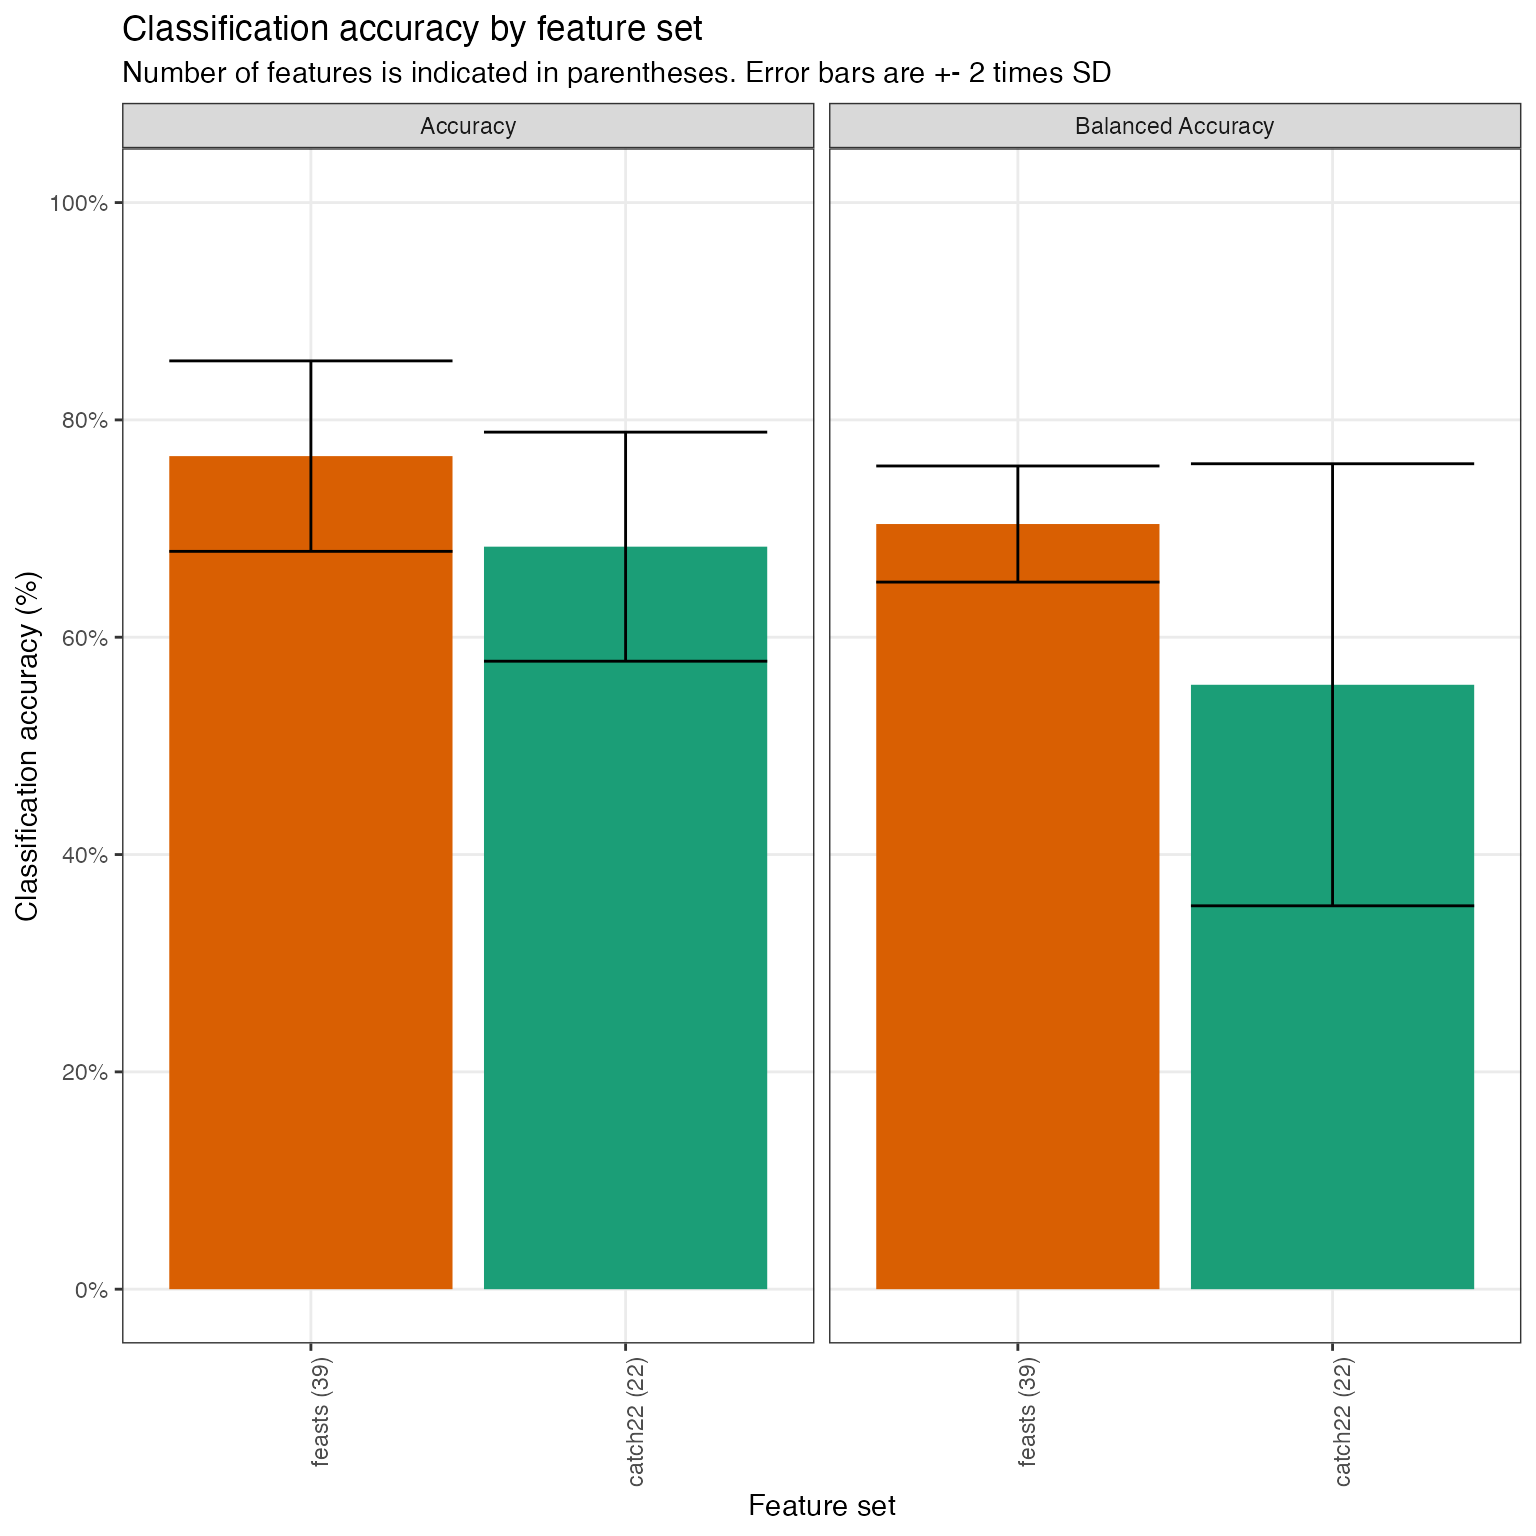 Classification accuracy by feature set
Number of features is indicated in parentheses. Error bars are +- 2 times SD
Accuracy
Balanced Accuracy
Classification accuracy (%)
100%
80%
60%
40%
20%
0%
feasts (39)
catch22 (22)
feasts (39)
catch22 (22)
Feature set